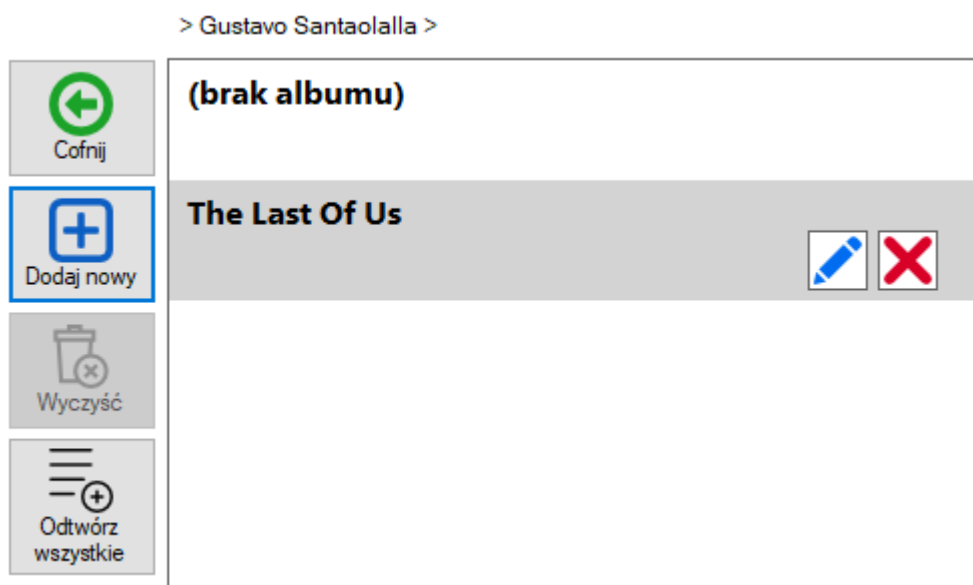 > Gustavo Santaolalla >
Cofnij
Dodaj nowy
Wyczyść
Odtwórz
wszystkie
(brak albumu)
The Last Of Us